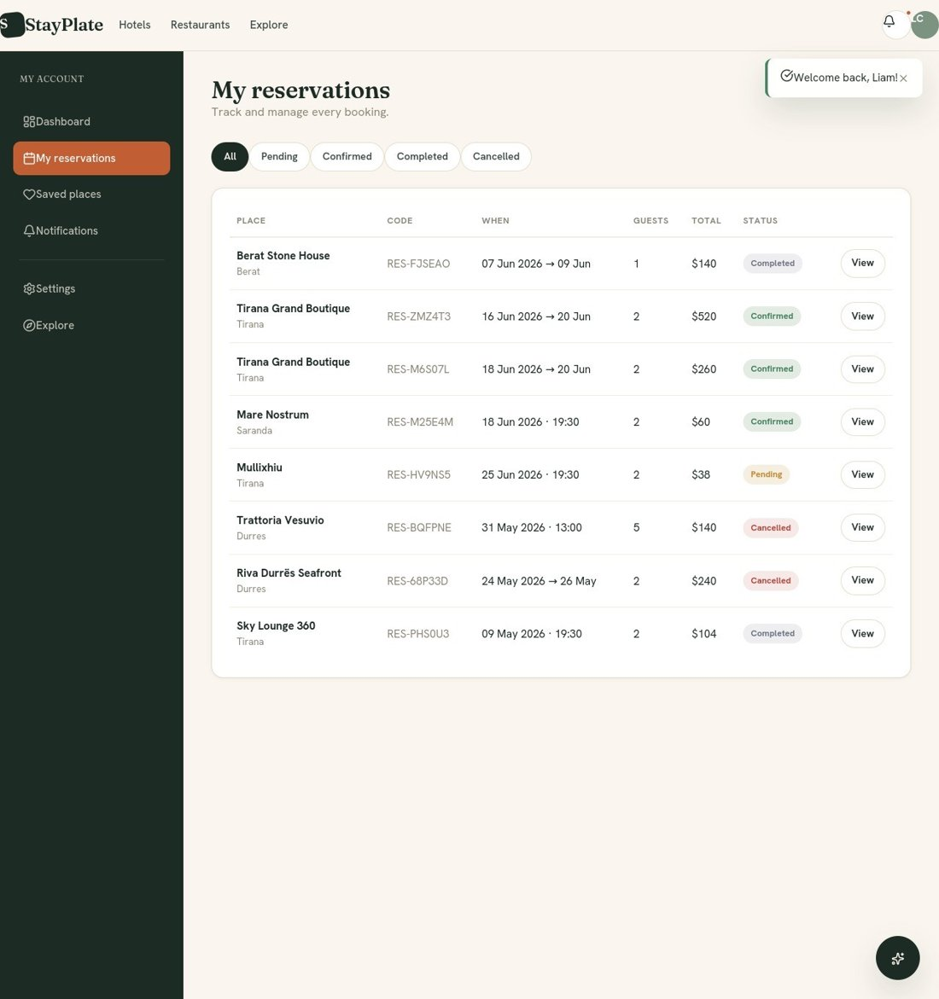 S StayPlate Hotels Restaurants Explore LC
MY ACCOUNT
Dashboard
My reservations
Saved places
Notifications
Settings
Explore
Welcome back, Liam!
My reservations
Track and manage every booking.
All Pending Confirmed Completed Cancelled
PLACE CODE WHEN GUESTS TOTAL STATUS
Berat Stone House
Berat
RES-FJSEAO 07 Jun 2026 → 09 Jun 1 $140 Completed View
Tirana Grand Boutique
Tirana
RES-ZMZ4T3 16 Jun 2026 → 20 Jun 2 $520 Confirmed View
Tirana Grand Boutique
Tirana
RES-M6S07L 18 Jun 2026 → 20 Jun 2 $260 Confirmed View
Mare Nostrum
Saranda
RES-M25E4M 18 Jun 2026 · 19:30 2 $60 Confirmed View
Mullixhiu
Tirana
RES-HV9NS5 25 Jun 2026 · 19:30 2 $38 Pending View
Trattoria Vesuvio
Durres
RES-BQFPNE 31 May 2026 · 13:00 5 $140 Cancelled View
Riva Durrës Seafront
Durres
RES-68P33D 24 May 2026 → 26 May 2 $240 Cancelled View
Sky Lounge 360
Tirana
RES-PHS0U3 09 May 2026 · 19:30 2 $104 Completed View